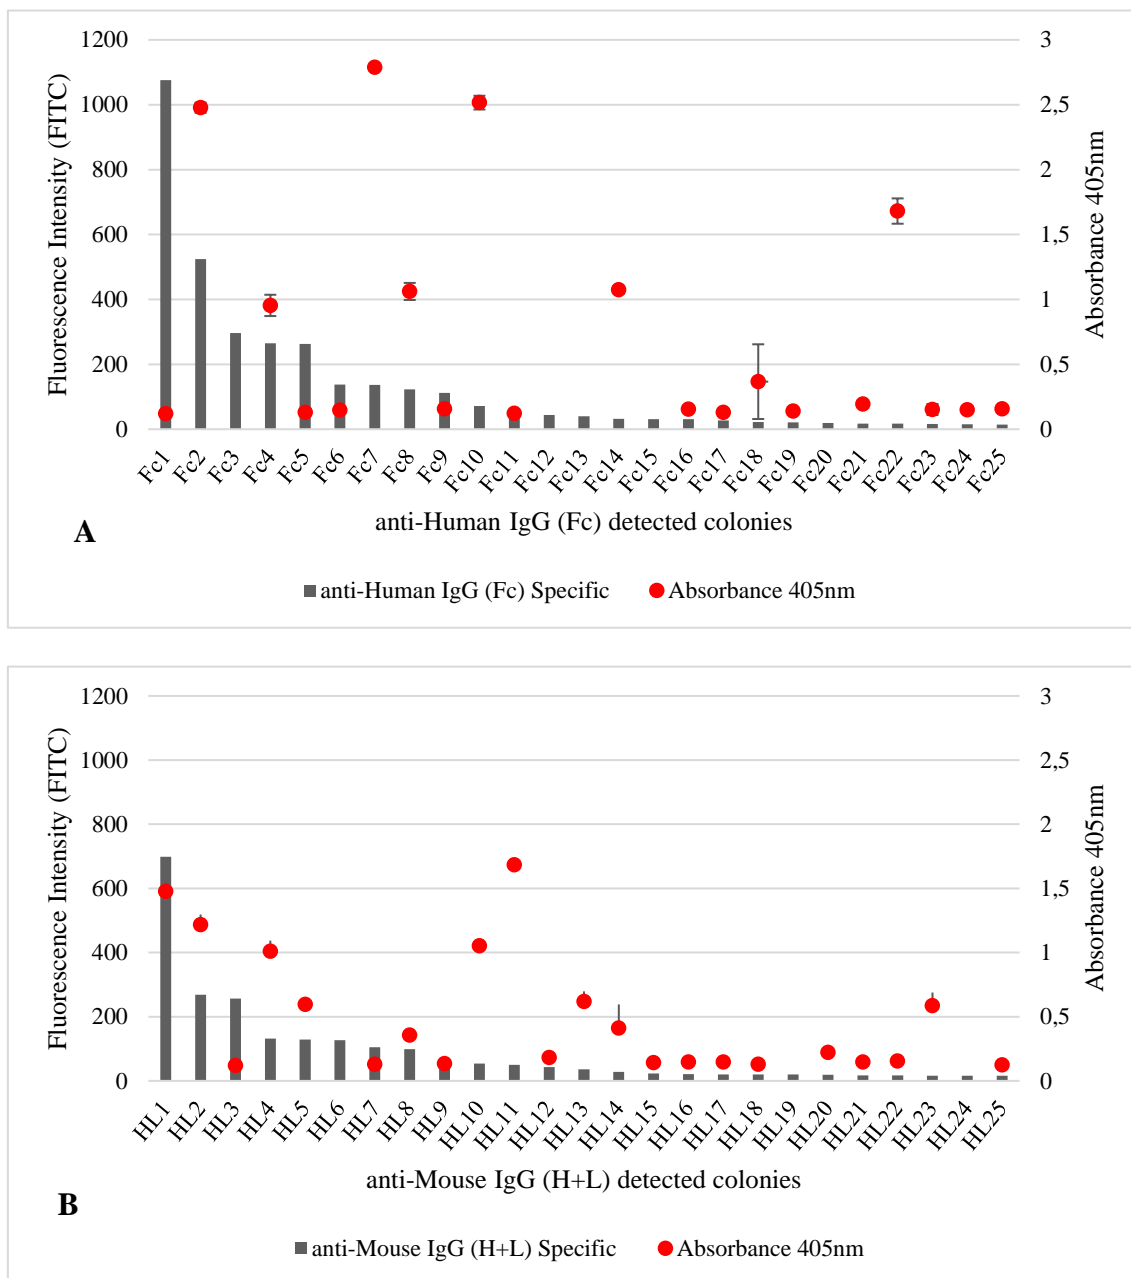 1200
1000
800
600
400
200
0
3
2,5
2
1,5
1
0,5
0
Fluorescence Intensity (FITC)
Absorbance 405nm
Fc1 Fc2 Fc3 Fc4 Fc5 Fc6 Fc7 Fc8 Fc9 Fc10 Fc11 Fc12 Fc13 Fc14 Fc15 Fc16 Fc17 Fc18 Fc19 Fc20 Fc21 Fc22 Fc23 Fc24 Fc25
anti-Human IgG (Fc) detected colonies
A
anti-Human IgG (Fc) Specific Absorbance 405nm
1200
1000
800
600
400
200
0
3
2,5
2
1,5
1
0,5
0
Fluorescence Intensity (FITC)
Absorbance 405nm
HL1 HL2 HL3 HL4 HL5 HL6 HL7 HL8 HL9 HL10 HL11 HL12 HL13 HL14 HL15 HL16 HL17 HL18 HL19 HL20 HL21 HL22 HL23 HL24 HL25
anti-Mouse IgG (H+L) detected colonies
B
anti-Mouse IgG (H+L) Specific Absorbance 405nm